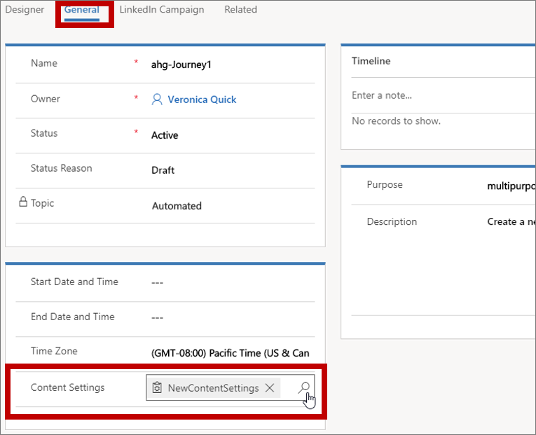 Designer General LinkedIn Campaign Related
Name * ahg-Journey1
Owner * Veronica Quick
Status * Active
Status Reason Draft
Topic Automated
Start Date and Time ---
End Date and Time ---
Time Zone (GMT-08:00) Pacific Time (US & Can
Content Settings NewContentSettings
Timeline
Enter a note...
No records to show.
Purpose multipurpo
Description Create a ne